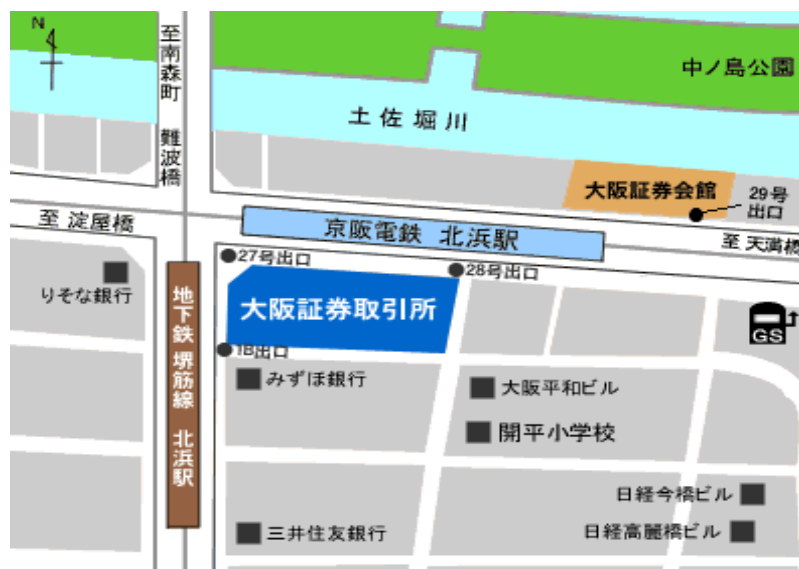 N
至南森町
難波橋
中ノ島公園
土佐堀川
大阪証券会館
29号
出口
至 淀屋橋
京阪電鉄 北浜駅
至 天満橋
27号出口
28号出口
りそな銀行
地下鉄 堺筋線 北浜駅
大阪証券取引所
GS
1B出口
みずほ銀行
大阪平和ビル
開平小学校
日経今橋ビル
三井住友銀行
日経高麗橋ビル